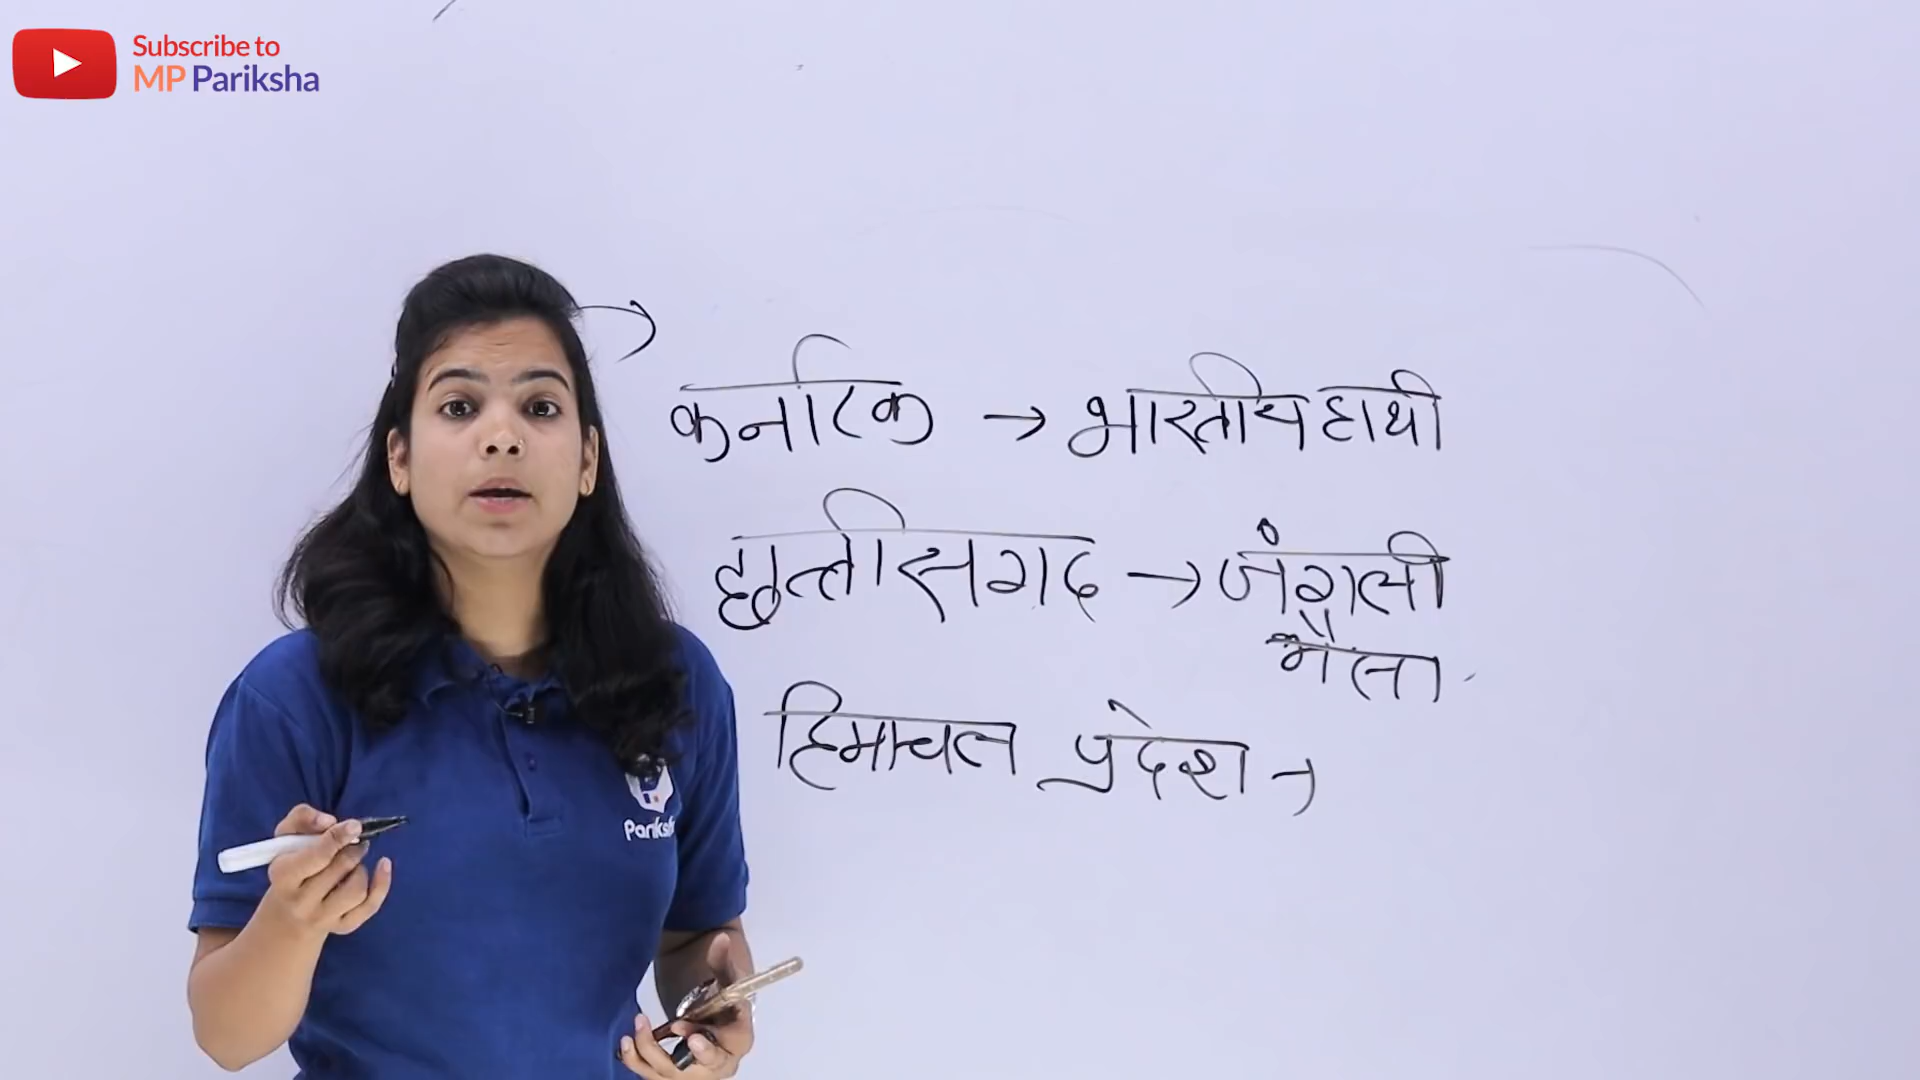 Subscribe to
MP Pariksha
कर्नाटक → भारतीय हाथी
छत्तीसगढ → जंगली
भैंसा
हिमाचल प्रदेश →
Pariksha